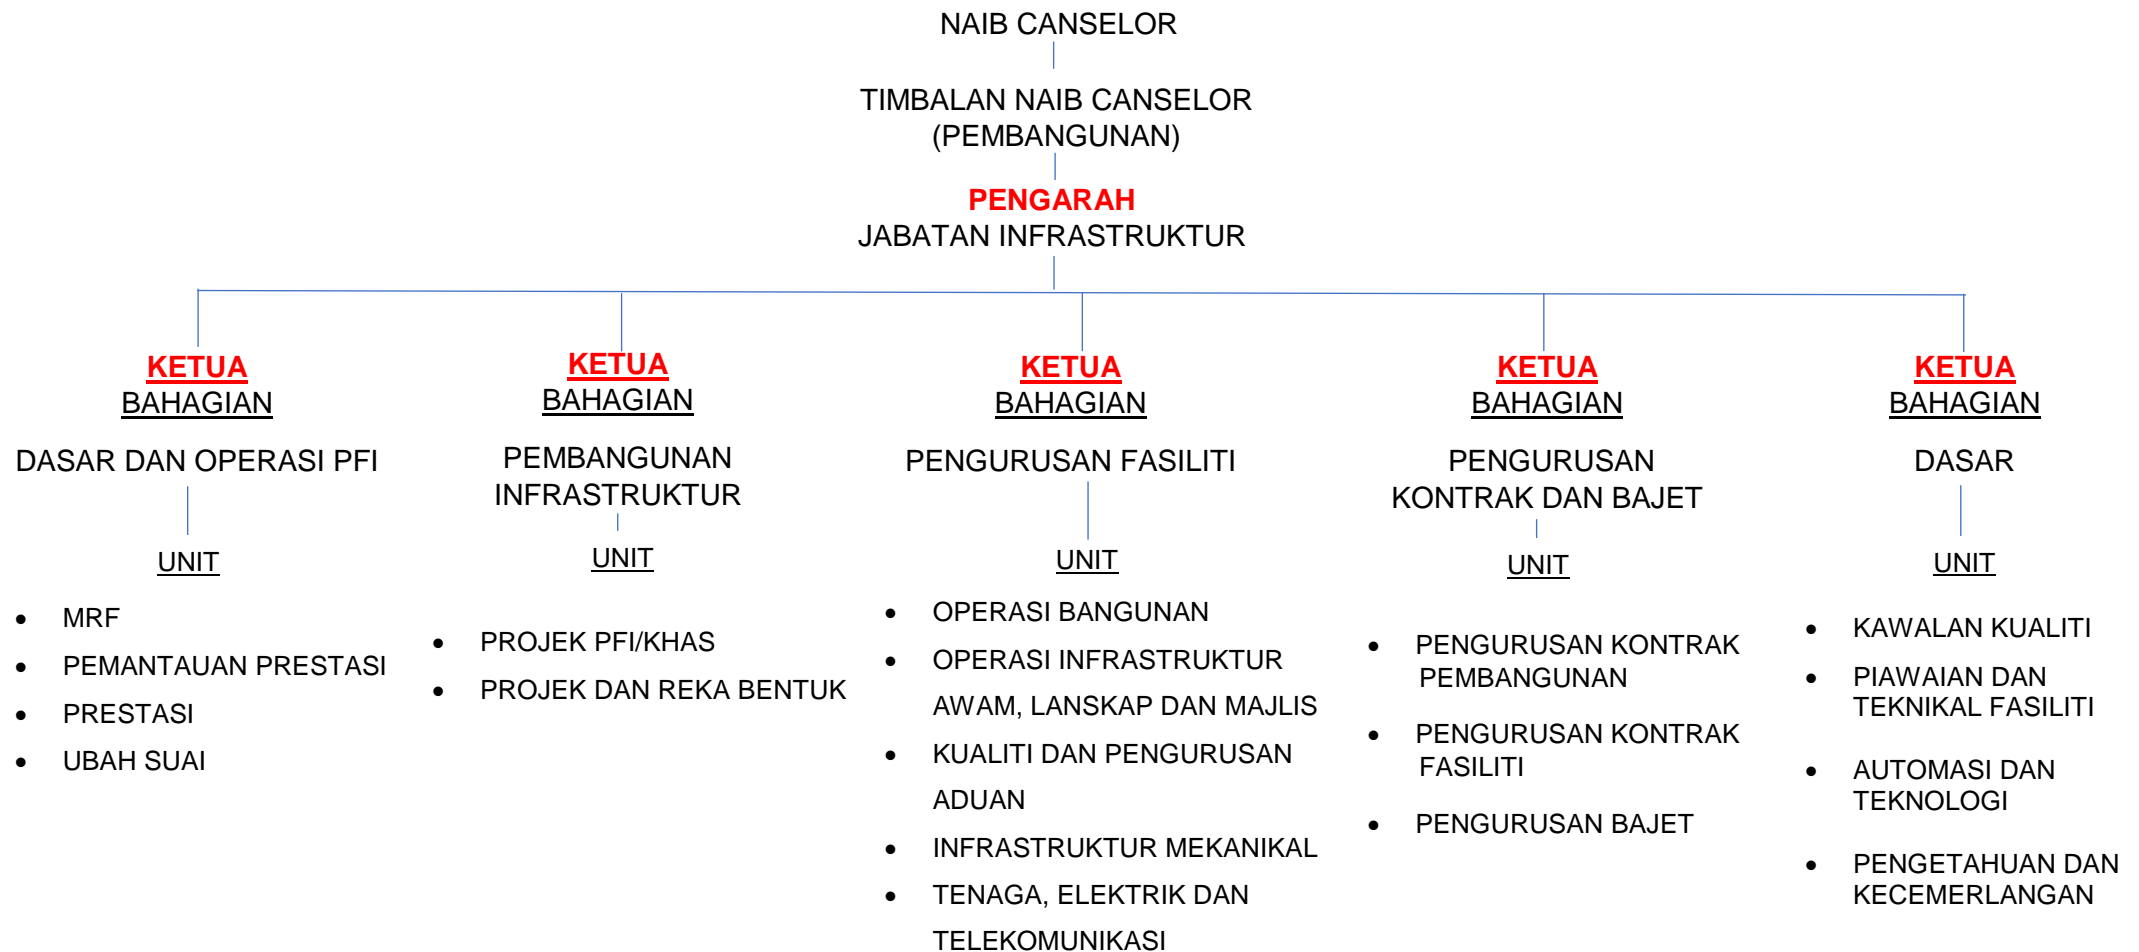 NAIB CANSELOR
TIMBALAN NAIB CANSELOR
(PEMBANGUNAN)
PENGARAH
JABATAN INFRASTRUKTUR
KETUA
BAHAGIAN
DASAR DAN OPERASI PFI
UNIT
• MRF
• PEMANTAUAN PRESTASI
• PRESTASI
• UBAH SUAI
KETUA
BAHAGIAN
PEMBANGUNAN
INFRASTRUKTUR
UNIT
• PROJEK PFI/KHAS
• PROJEK DAN REKA BENTUK
KETUA
BAHAGIAN
PENGURUSAN FASILITI
UNIT
• OPERASI BANGUNAN
• OPERASI INFRASTRUKTUR
AWAM, LANSKAP DAN MAJLIS
• KUALITI DAN PENGURUSAN
ADUAN
• INFRASTRUKTUR MEKANIKAL
• TENAGA, ELEKTRIK DAN
TELEKOMUNIKASI
KETUA
BAHAGIAN
PENGURUSAN
KONTRAK DAN BAJET
UNIT
• PENGURUSAN KONTRAK
PEMBANGUNAN
• PENGURUSAN KONTRAK
FASILITI
• PENGURUSAN BAJET
KETUA
BAHAGIAN
DASAR
UNIT
• KAWALAN KUALITI
• PIAWAIAN DAN
TEKNIKAL FASILITI
• AUTOMASI DAN
TEKNOLOGI
• PENGETAHUAN DAN
KECEMERLANGAN